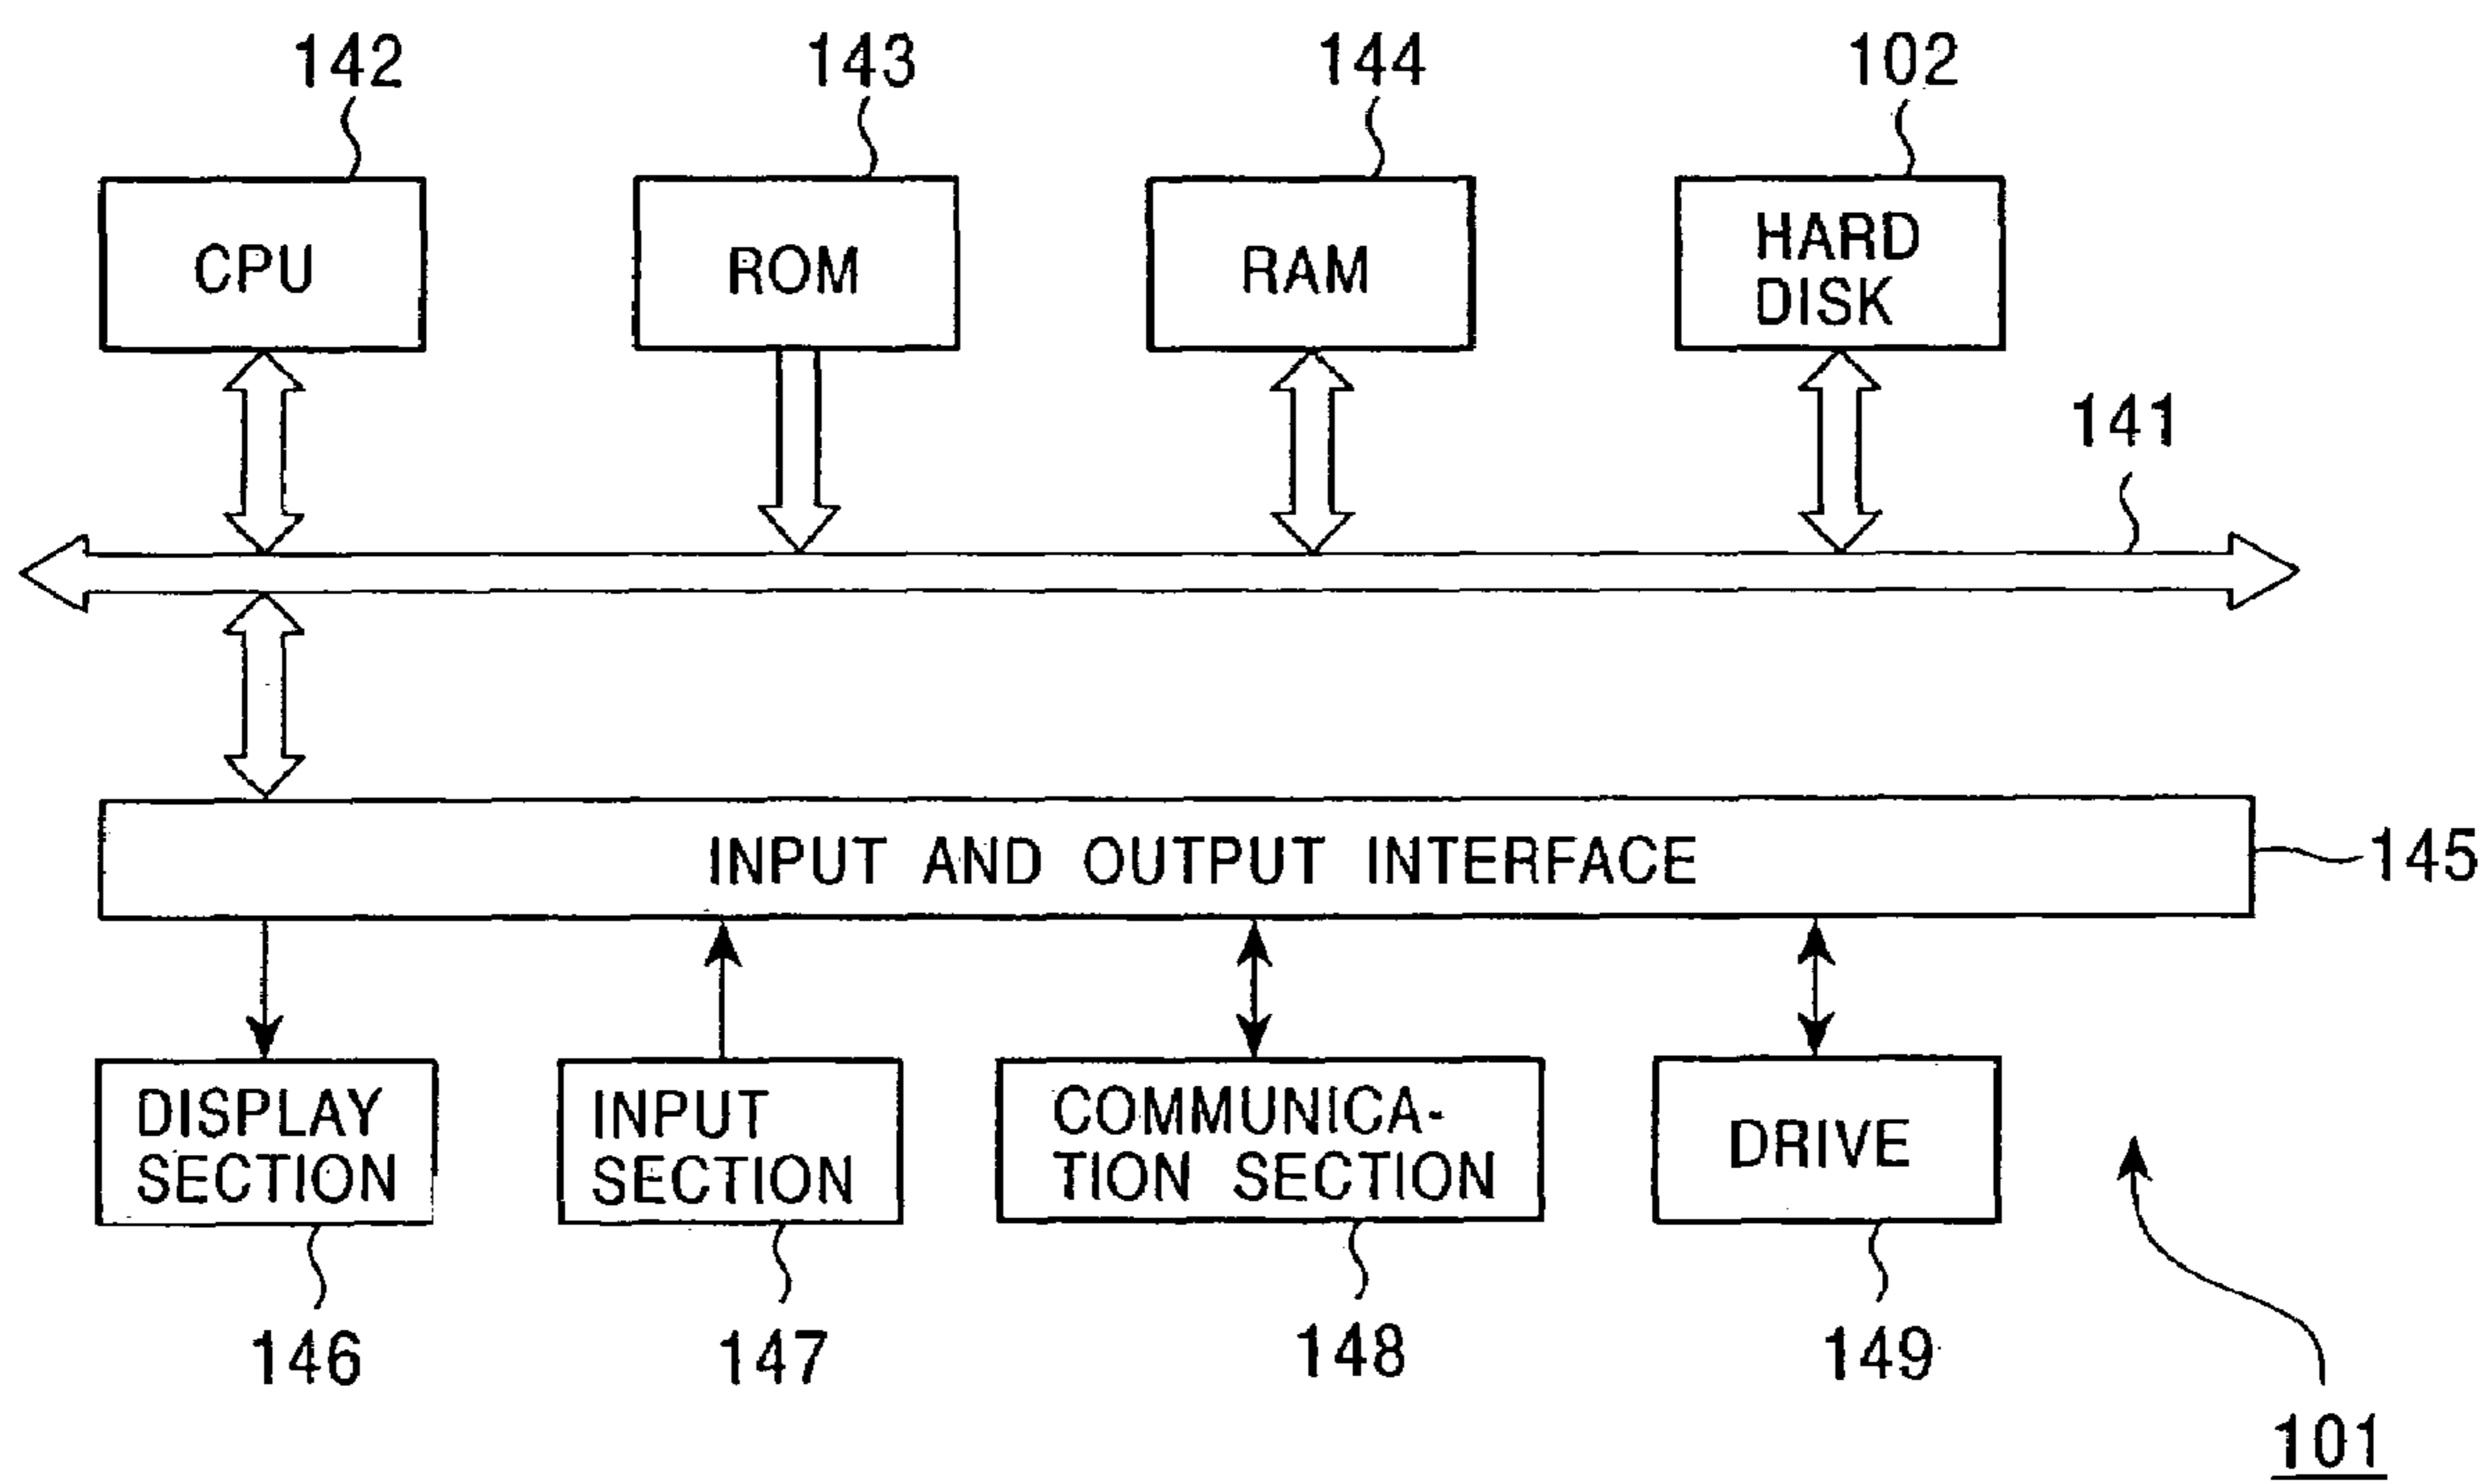 142
143
144
102
CPU
ROM
RAM
HARD
DISK
141
INPUT AND OUTPUT INTERFACE
145
DISPLAY
SECTION
INPUT
SECTION
COMMUNICA-
TION SECTION
DRIVE
146
147
148
149
101